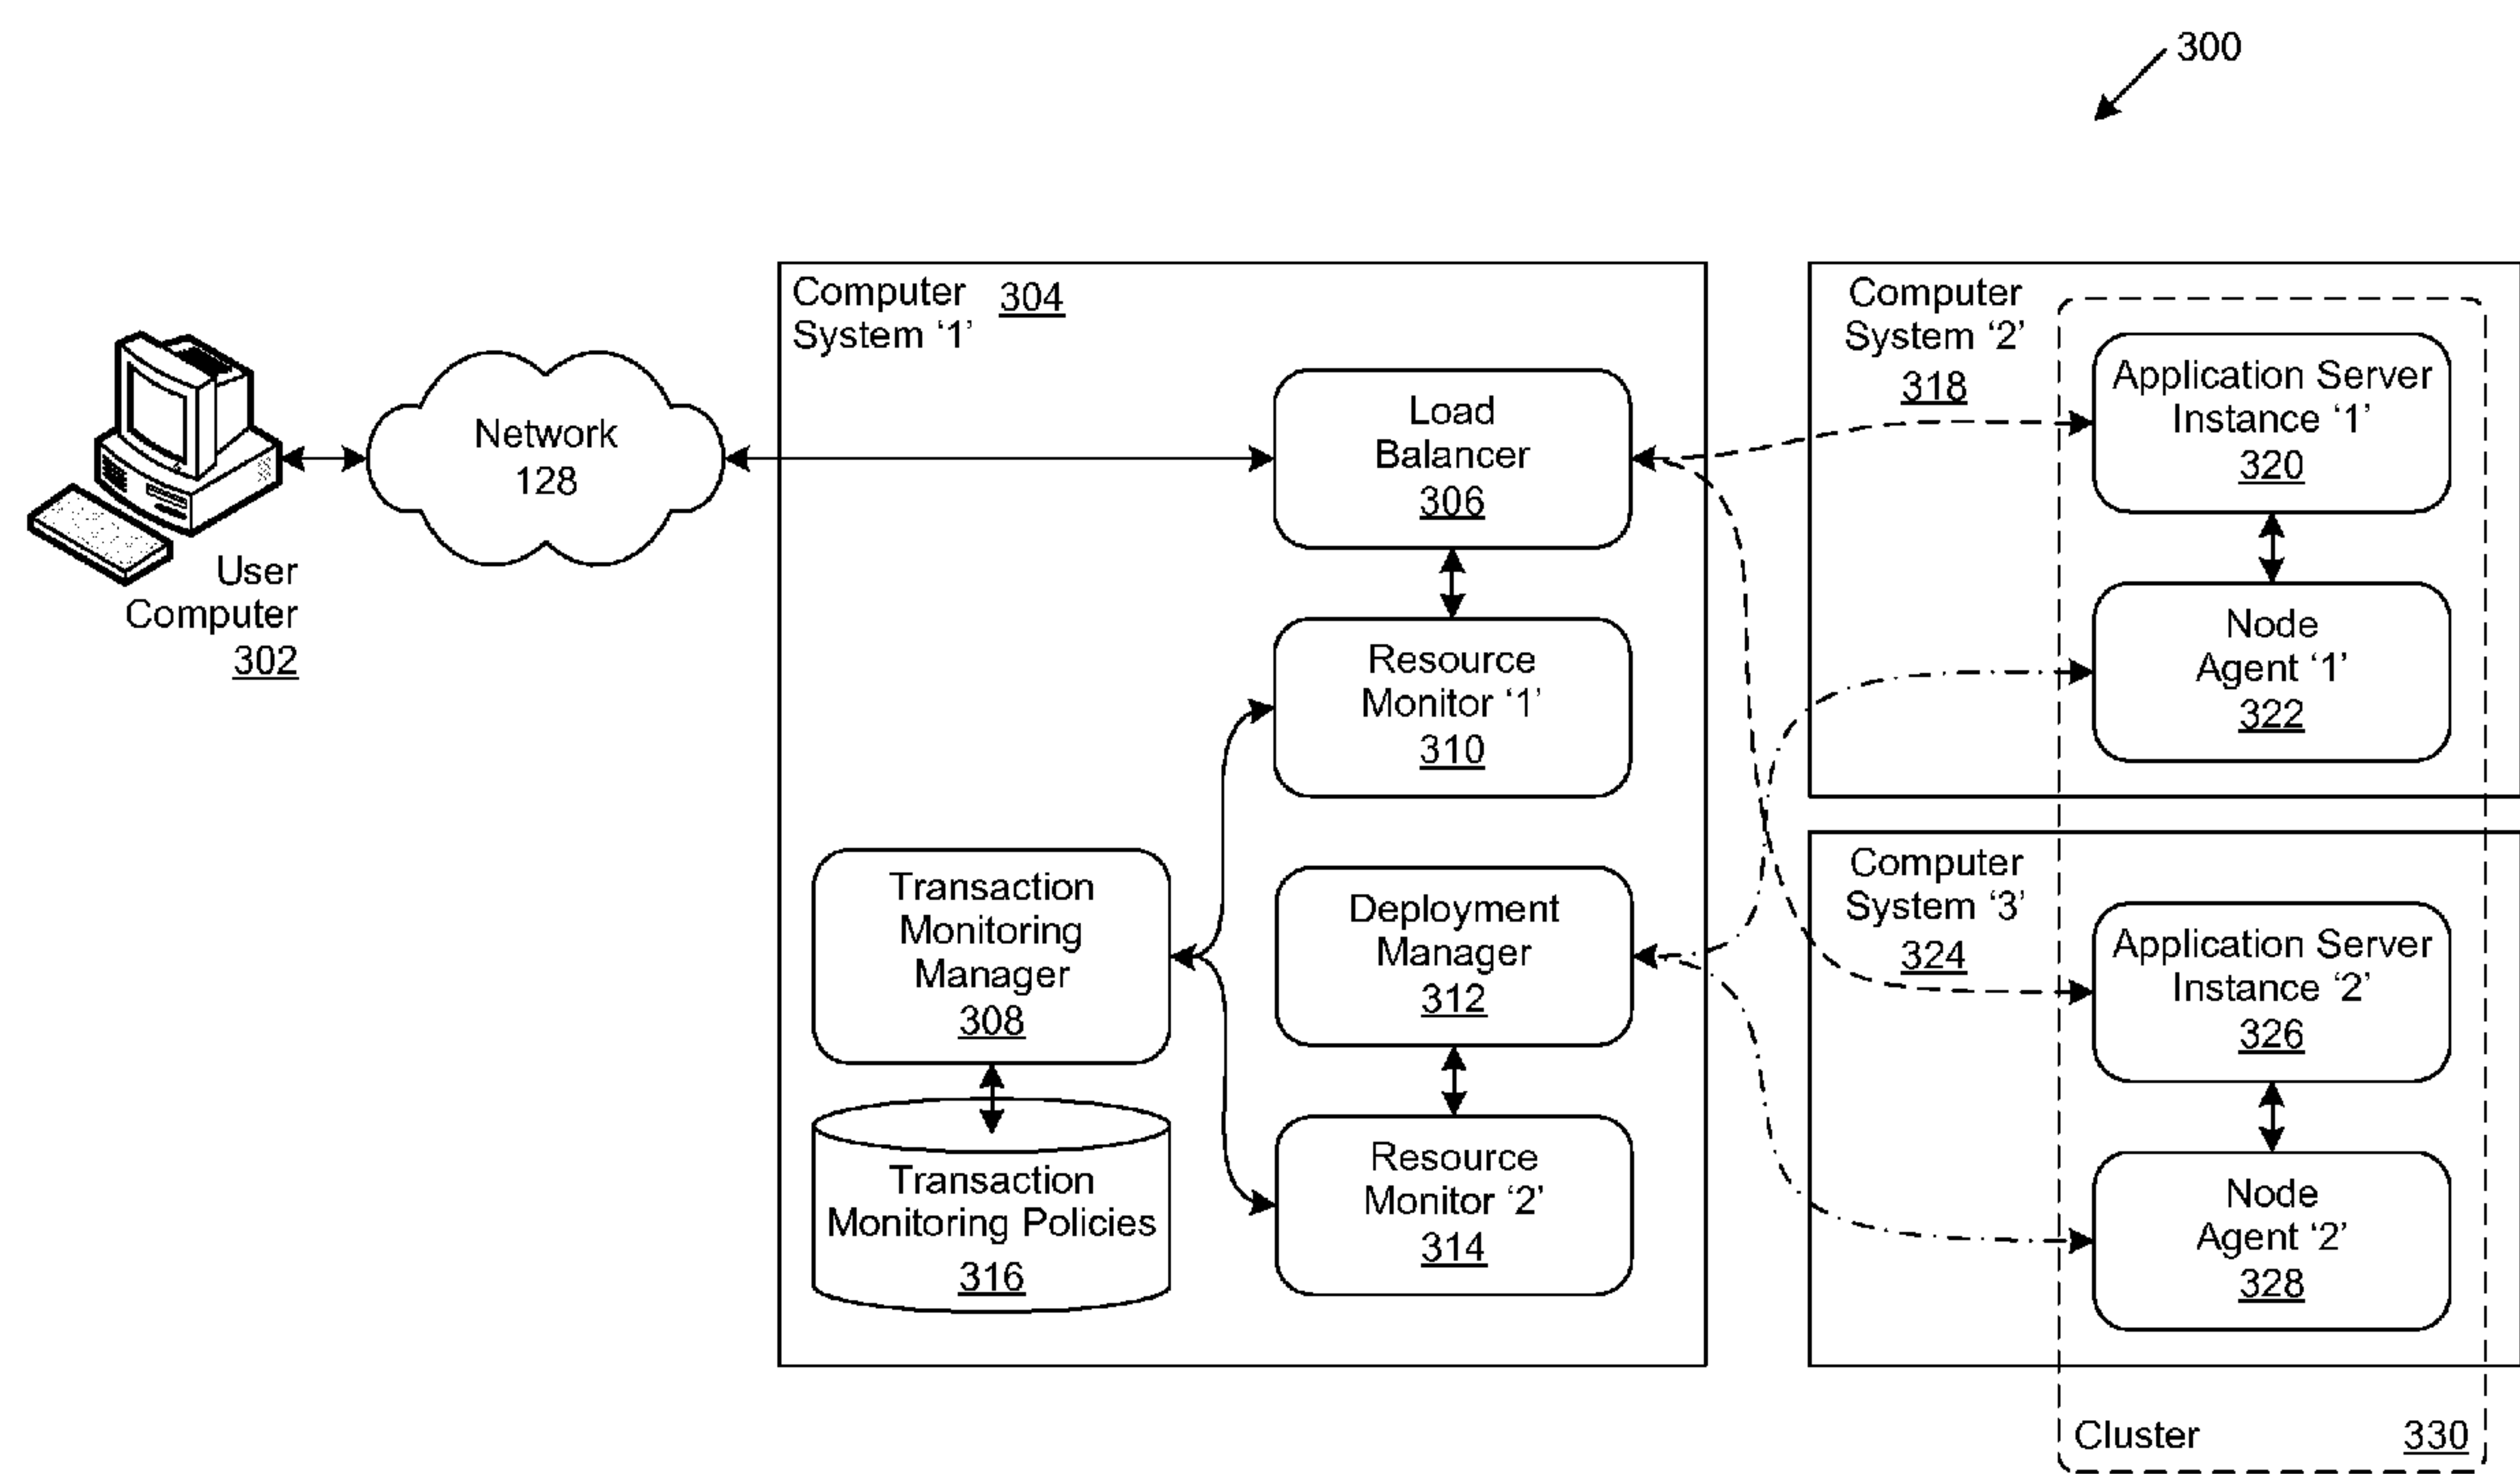 300
Computer 304
System ‘1’
Computer
System ‘2’
318
Application Server
Instance ‘1’
320
Load
Balancer
306
Network
128
User
Computer
302
Node
Agent ‘1’
322
Resource
Monitor ‘1’
310
Transaction
Monitoring
Manager
308
Deployment
Manager
312
Computer
System ‘3’
324
Application Server
Instance ‘2’
326
Transaction
Monitoring Policies
316
Resource
Monitor ‘2’
314
Node
Agent ‘2’
328
Cluster 330